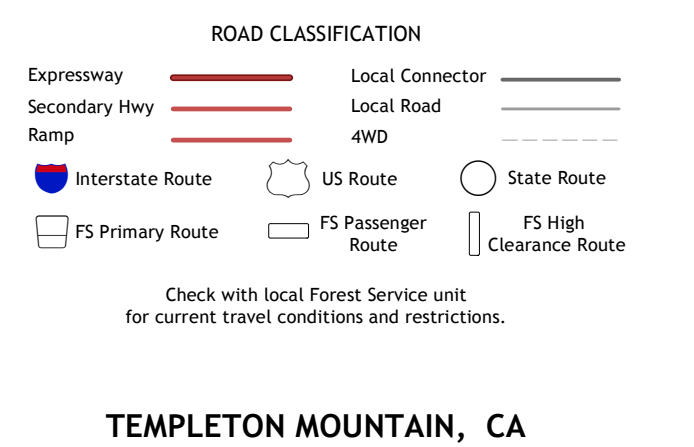 ROAD CLASSIFICATION
Expressway
Local Connector
Secondary Hwy
Local Road
Ramp
4WD
Interstate Route
US Route
State Route
FS Primary Route
FS Passenger
Route
FS High
Clearance Route
Check with local Forest Service unit
for current travel conditions and restrictions.
TEMPLETON MOUNTAIN, CA